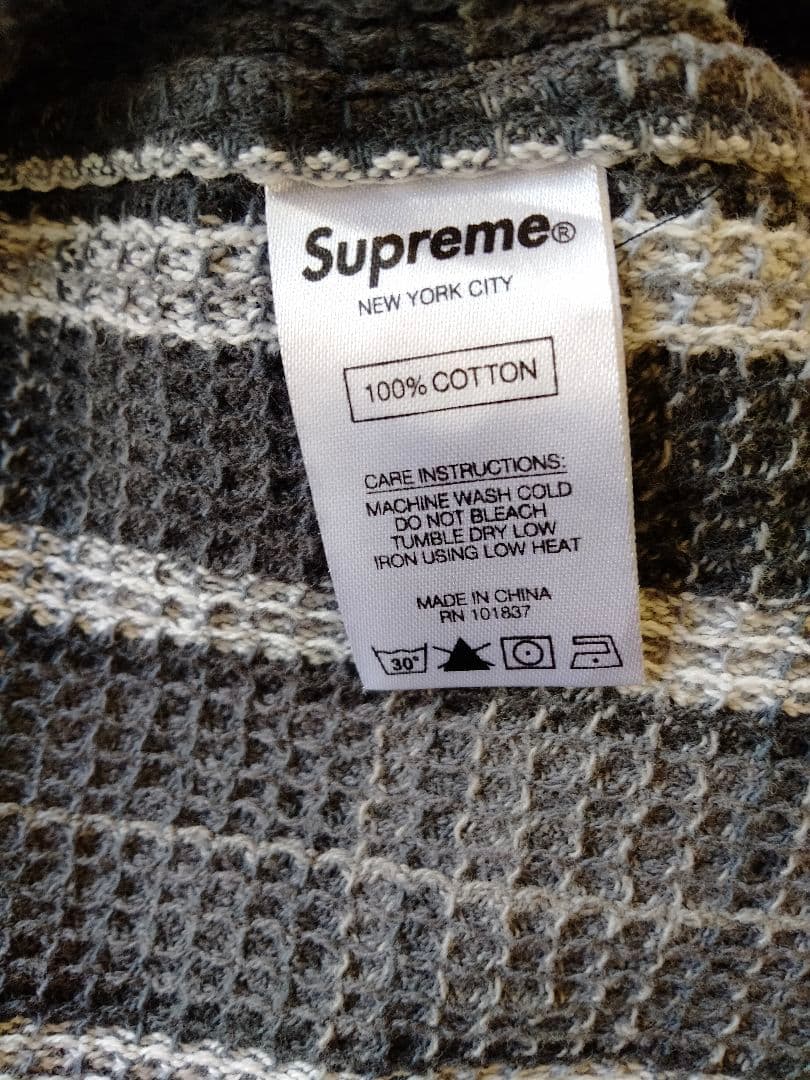 Supreme®
NEW YORK CITY
100% COTTON
CARE INSTRUCTIONS:
MACHINE WASH COLD
DO NOT BLEACH
TUMBLE DRY LOW
IRON USING LOW HEAT
MADE IN CHINA
RN 101837
30°